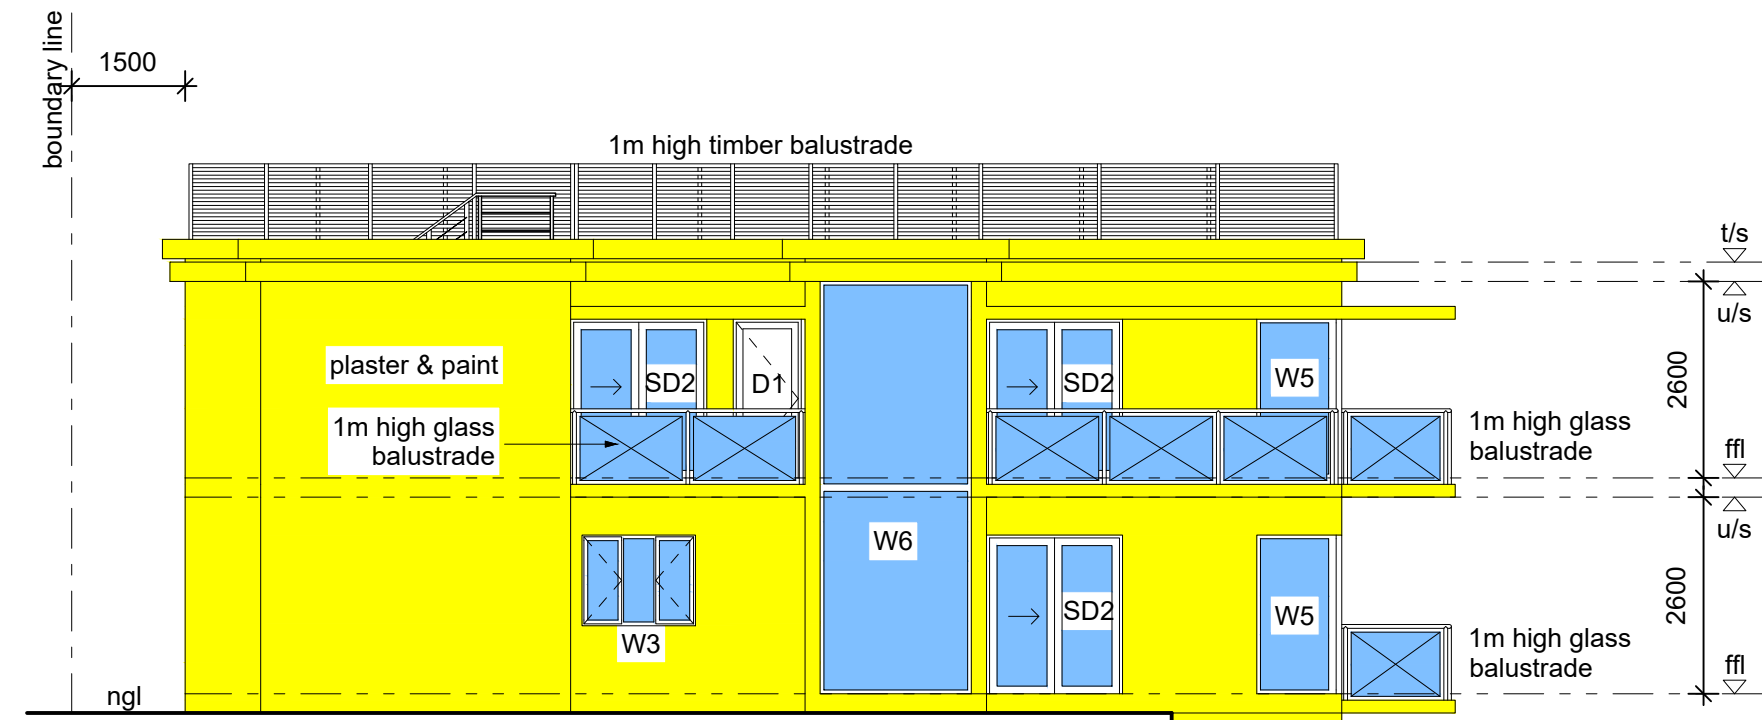 boundary line
1500
1m high timber balustrade
t/s
u/s
plaster & paint
SD2
D1
SD2
W5
2600
1m high glass
balustrade
1m high glass
balustrade
ffl
u/s
W6
W3
SD2
W5
2600
1m high glass
balustrade
ffl
ngl